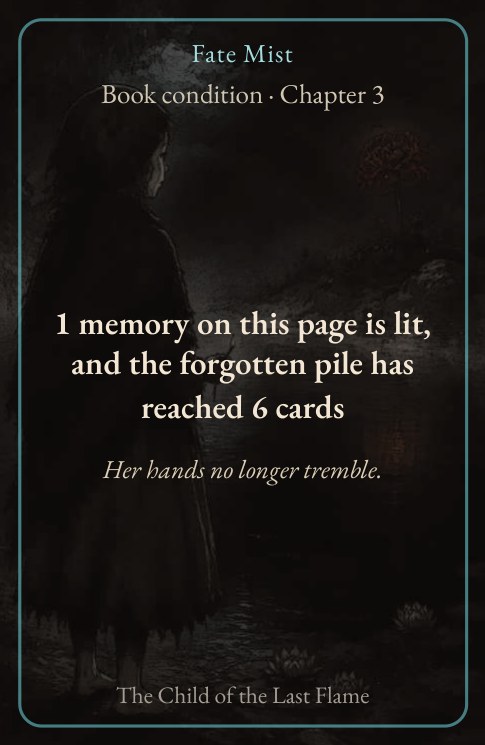 Fate Mist
Book condition · Chapter 3
1 memory on this page is lit,
and the forgotten pile has
reached 6 cards
Her hands no longer tremble.
The Child of the Last Flame